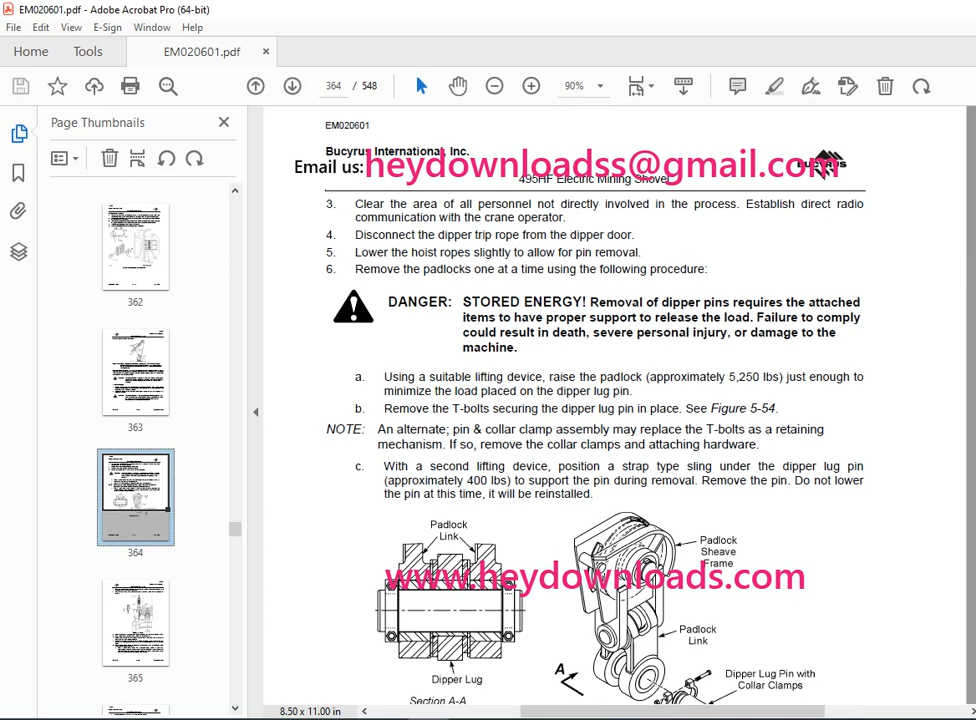 EM020601.pdf - Adobe Acrobat Pro (64-bit)
File Edit View E-Sign Window Help
Home Tools EM020601.pdf ×
364 / 548 90%
Page Thumbnails
362
363
364
365
EM020601
Bucyrus International, Inc.
Email us:heydownloadss@gmail.com
BUCYRUS
495HF Electric Mining Shovel
3. Clear the area of all personnel not directly involved in the process. Establish direct radio
communication with the crane operator.
4. Disconnect the dipper trip rope from the dipper door.
5. Lower the hoist ropes slightly to allow for pin removal.
6. Remove the padlocks one at a time using the following procedure:
DANGER: STORED ENERGY! Removal of dipper pins requires the attached
items to have proper support to release the load. Failure to comply
could result in death, severe personal injury, or damage to the
machine.
a. Using a suitable lifting device, raise the padlock (approximately 5,250 lbs) just enough to
minimize the load placed on the dipper lug pin.
b. Remove the T-bolts securing the dipper lug pin in place. See Figure 5-54.
NOTE: An alternate; pin & collar clamp assembly may replace the T-bolts as a retaining
mechanism. If so, remove the collar clamps and attaching hardware.
c. With a second lifting device, position a strap type sling under the dipper lug pin
(approximately 400 lbs) to support the pin during removal. Remove the pin. Do not lower
the pin at this time, it will be reinstalled.
Padlock
Link
Padlock
Sheave
Frame
www.heydownloads.com
Padlock
Link
Dipper Lug
A
Dipper Lug Pin with
Collar Clamps
Section A-A
8.50 x 11.00 in